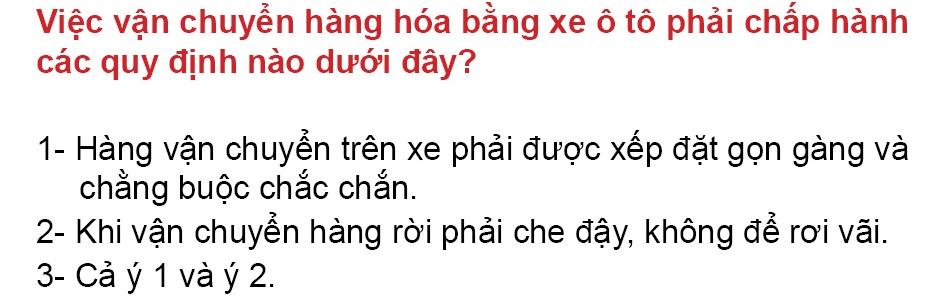 Việc vận chuyển hàng hóa bằng xe ô tô phải chấp hành
các quy định nào dưới đây?
1- Hàng vận chuyển trên xe phải được xếp đặt gọn gàng và
chằng buộc chắc chắn.
2- Khi vận chuyển hàng rời phải che đậy, không để rơi vãi.
3- Cả ý 1 và ý 2.